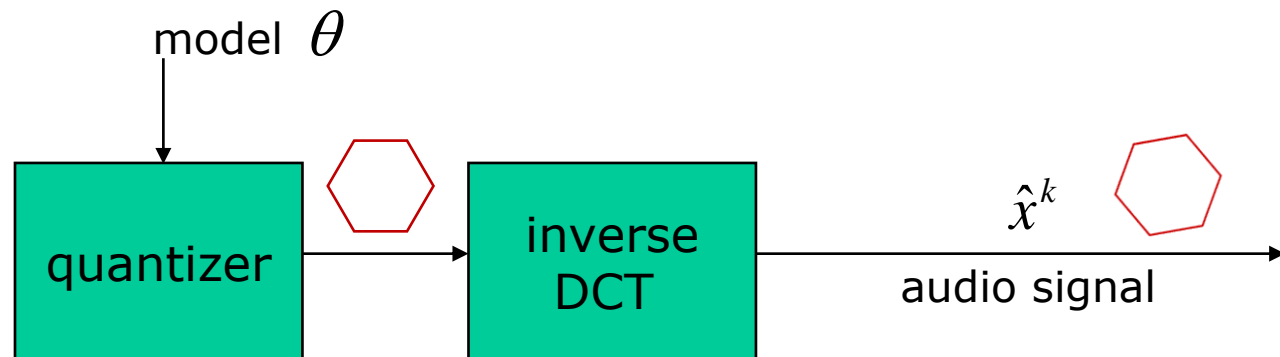 model θ
quantizer
inverse
DCT
x̂ᵏ
audio signal